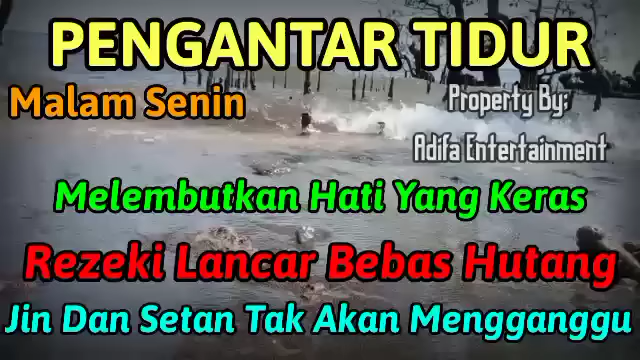 PENGANTAR TIDUR
Malam Senin
Property By;
Adifa Entertainment
Melembutkan Hati Yang Keras
Rezeki Lancar Bebas Hutang
Jin Dan Setan Tak Akan Mengganggu